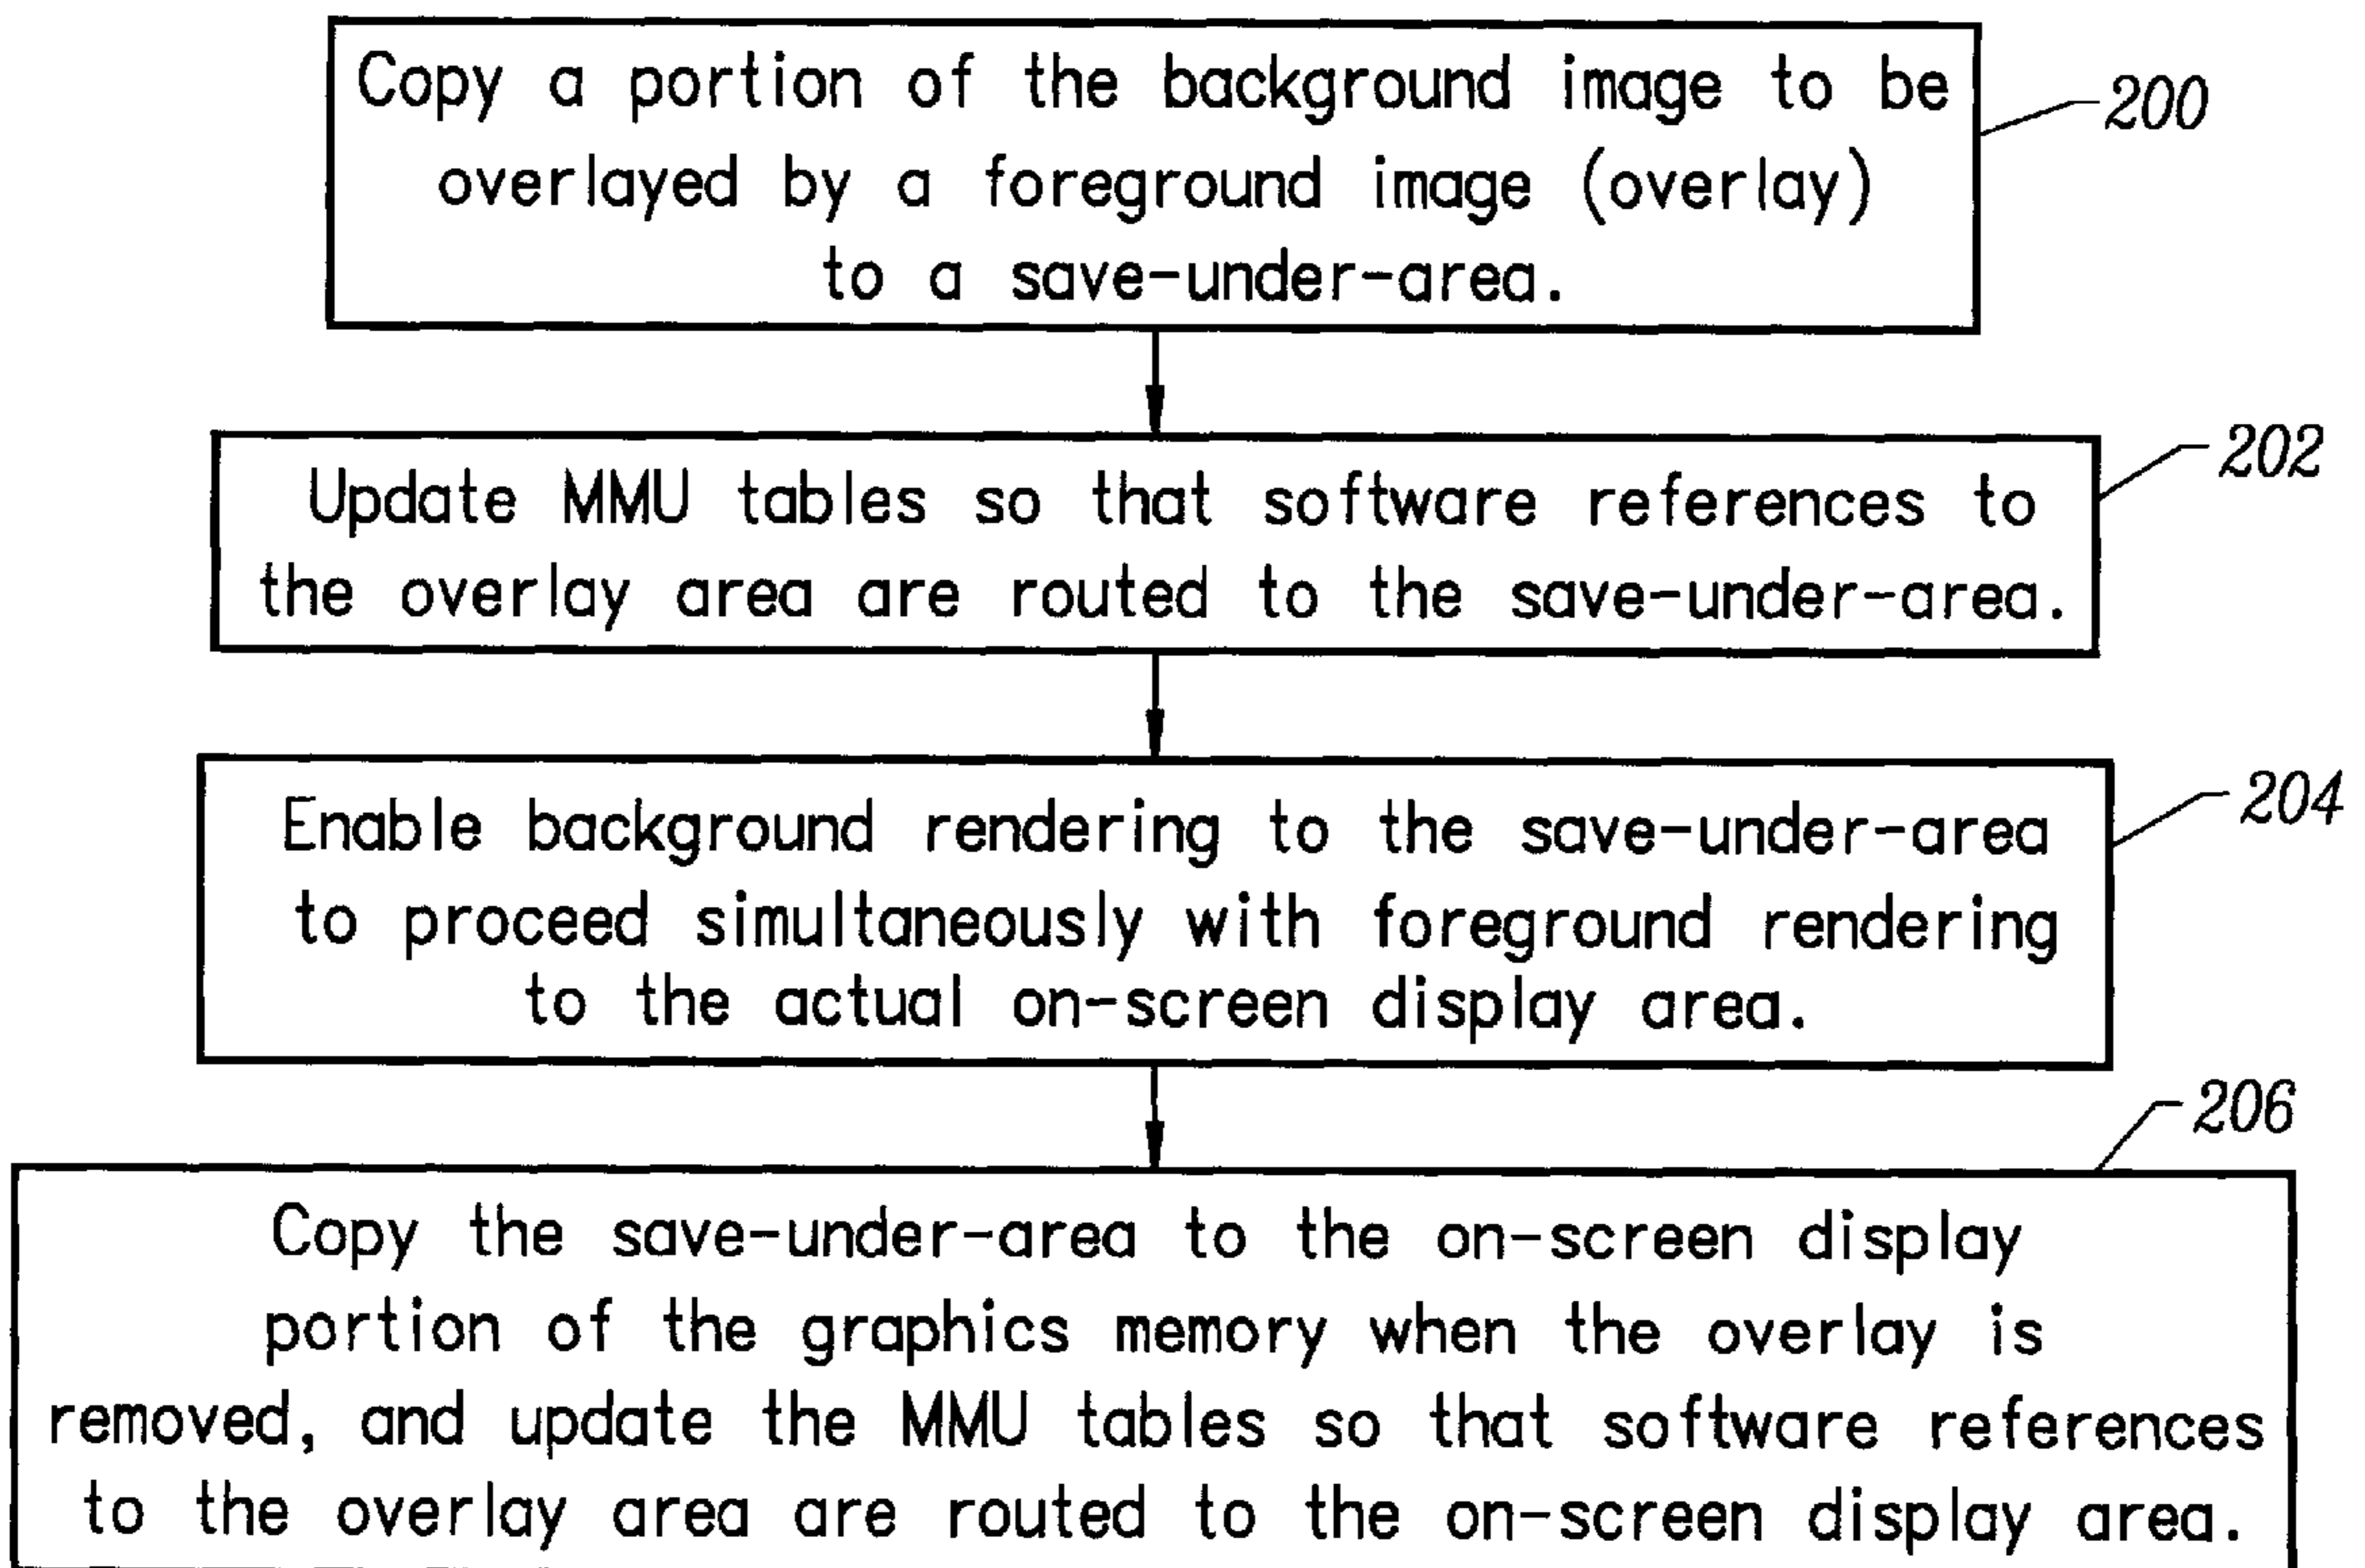 Copy a portion of the background image to be
200
overlayed by a foreground image (overlay)
to a save-under-area.
202
Update MMU tables so that software references to
the overlay area are routed to the save-under-area.
204
Enable background rendering to the save-under-area
to proceed simultaneously with foreground rendering
to the actual on-screen display area.
206
Copy the save-under-area to the on-screen display
portion of the graphics memory when the overlay is
removed, and update the MMU tables so that software references
to the overlay area are routed to the on-screen display area.